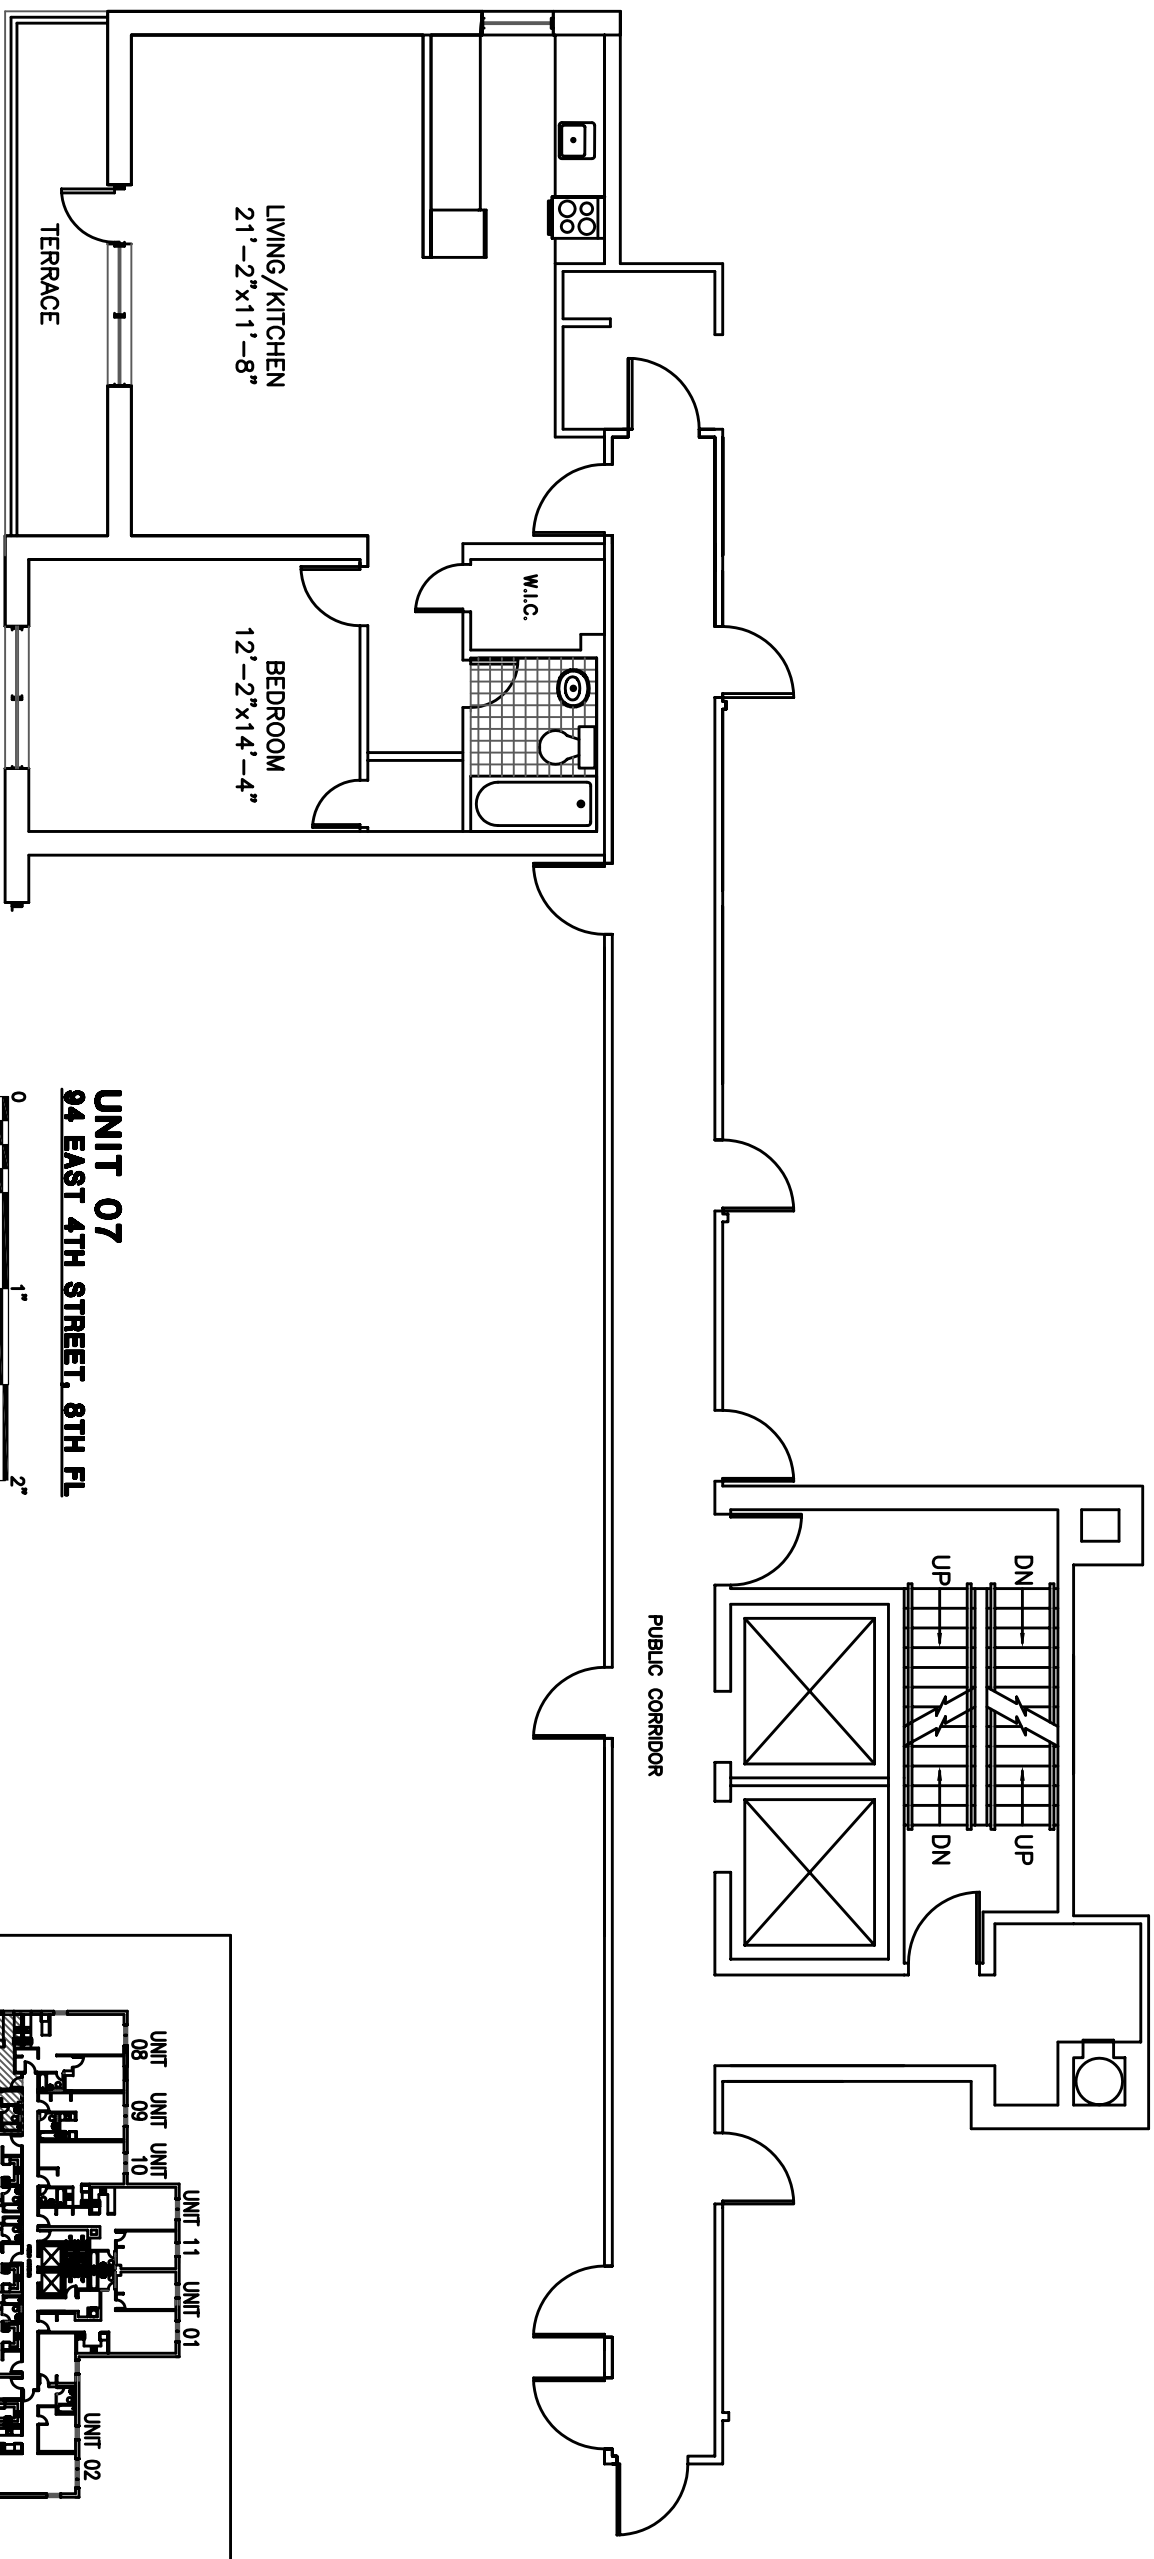 LIVING/KITCHEN
21'-2"x11'-8"
TERRACE
W.I.C.
BEDROOM
12'-2"x14'-4"
PUBLIC CORRIDOR
DN
UP
UP
DN
UNIT 07
94 EAST 4TH STREET, 8TH FL
0
1"
2"
UNIT
08
UNIT
09
UNIT
10
UNIT 11
UNIT 01
UNIT 02